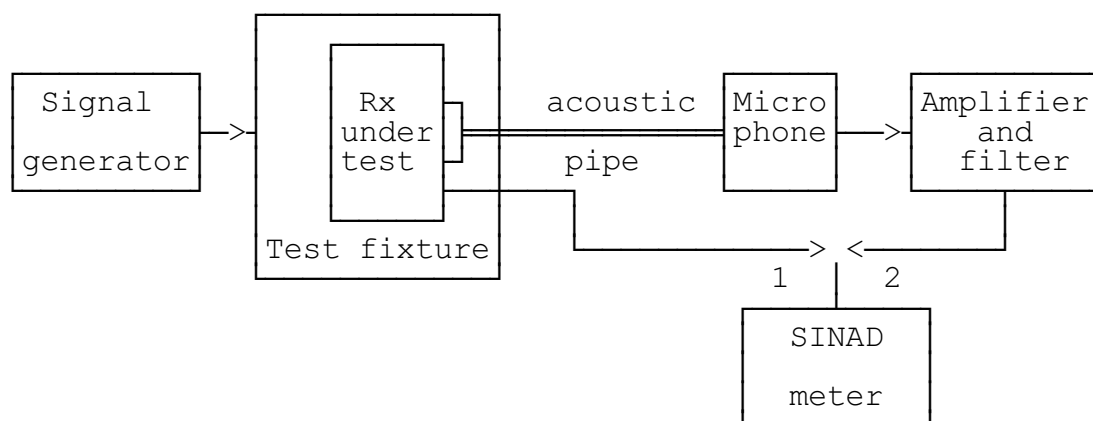 Signal
generator
Rx
under
test
Test fixture
acoustic
pipe
Micro
phone
Amplifier
and
filter
1
2
SINAD
meter